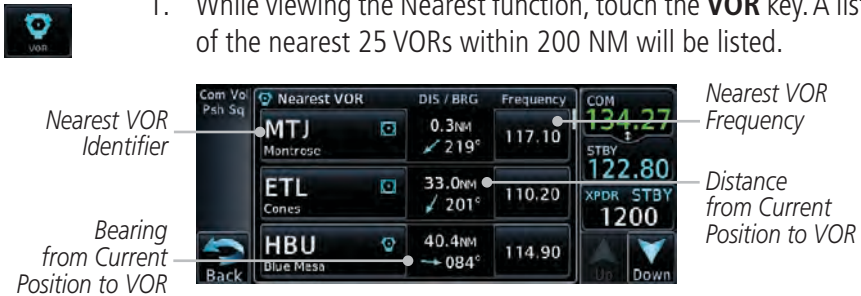 1. While viewing the Nearest function, touch the VOR key. A lis
of the nearest 25 VORs within 200 NM will be listed.
VOR
Nearest VOR
Identifier
Bearing
from Current
Position to VOR
Com Vol
Psh Sq
Nearest VOR DIS / BRG Frequency
MTJ
Montrose
0.3NM
219°
117.10
ETL
Cones
33.0NM
201°
110.20
HBU
Blue Mesa
40.4NM
084°
114.90
Back
COM
134.27
STBY
122.80
XPDR STBY
1200
Up Down
Nearest VOR
Frequency
Distance
from Current
Position to VOR